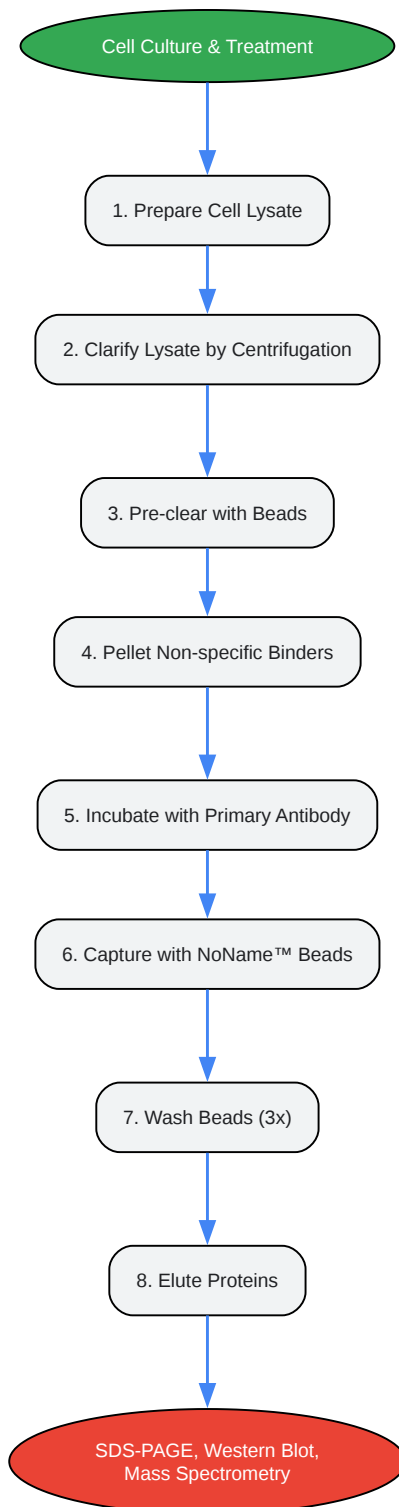 Cell Culture & Treatment
1. Prepare Cell Lysate
2. Clarify Lysate by Centrifugation
3. Pre-clear with Beads
4. Pellet Non-specific Binders
5. Incubate with Primary Antibody
6. Capture with NoName™ Beads
7. Wash Beads (3x)
8. Elute Proteins
SDS-PAGE, Western Blot,
Mass Spectrometry